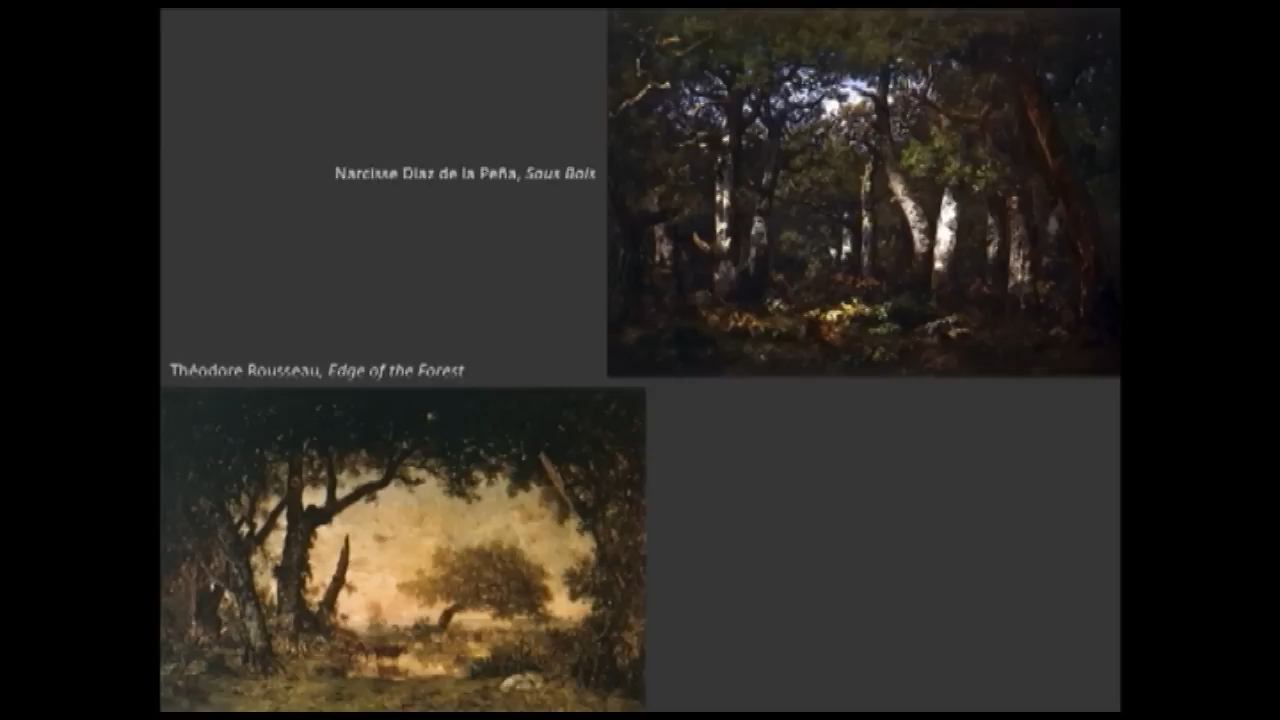 Narcisse Diaz de la Peña, Sous Bois
Théodore Rousseau, Edge of the Forest